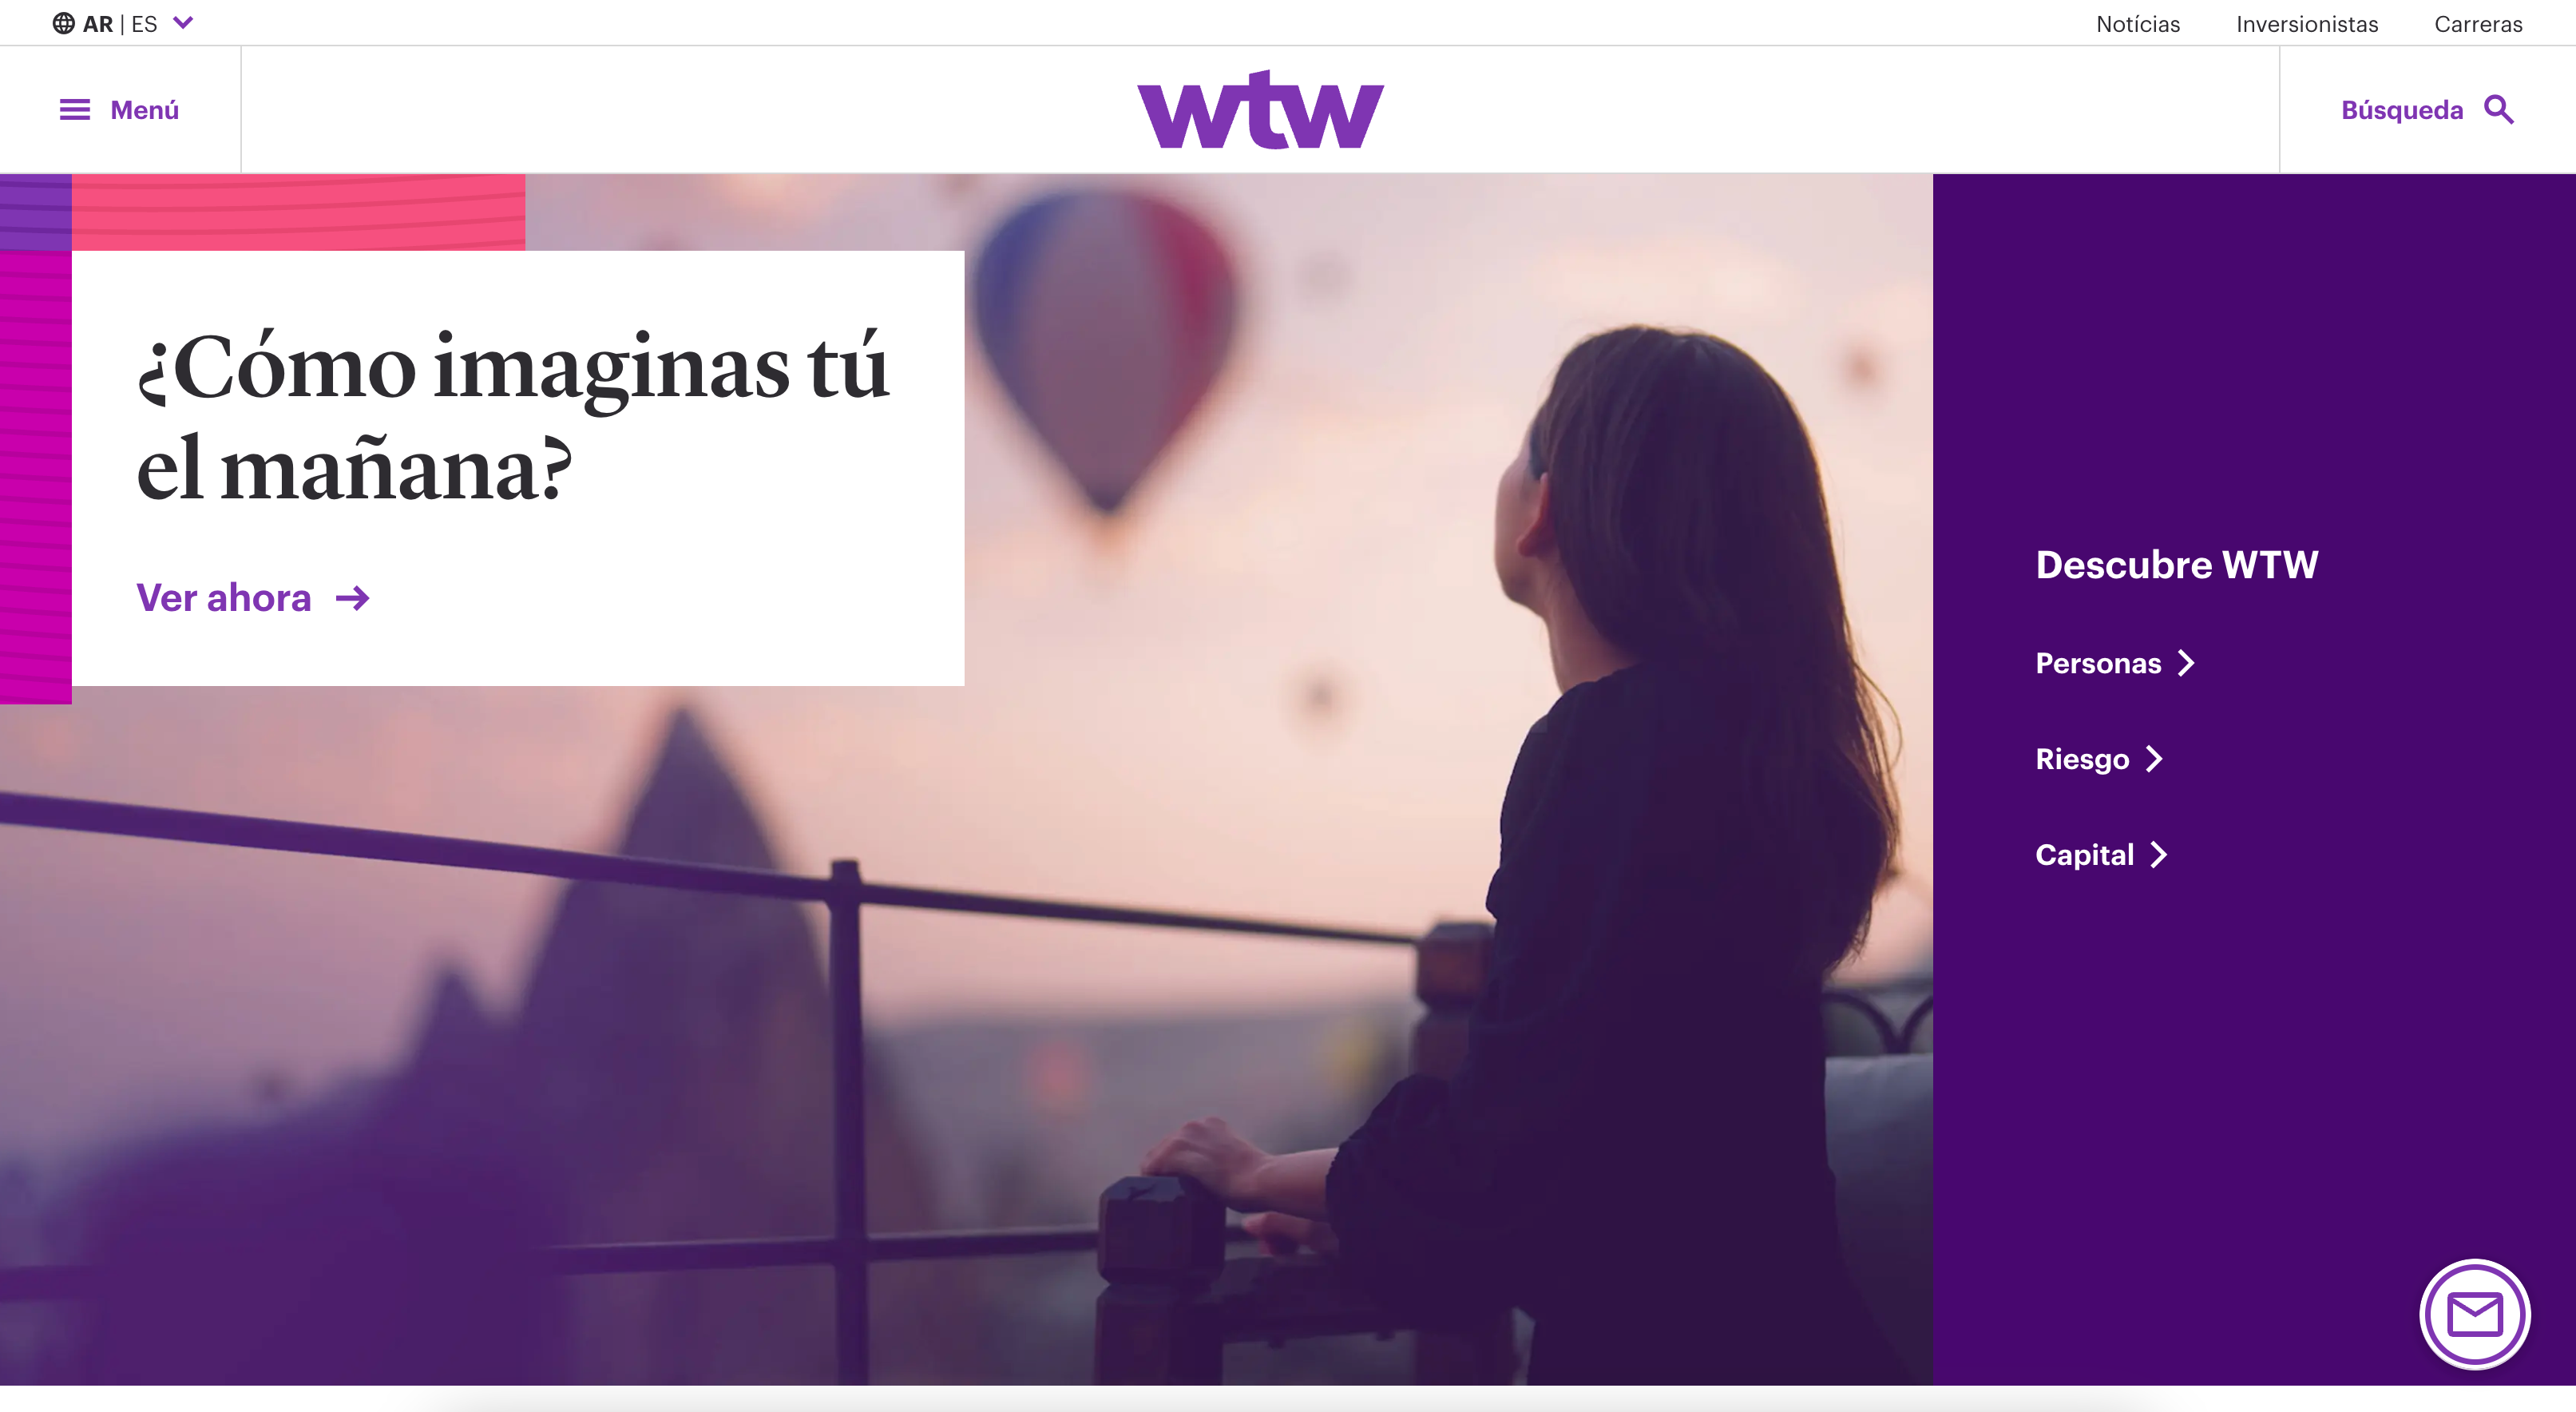 AR | ES
Notícias
Inversionistas
Carreras
Menú
wtw
Búsqueda
¿Cómo imaginas tú
el mañana?
Ver ahora
Descubre WTW
Personas
Riesgo
Capital